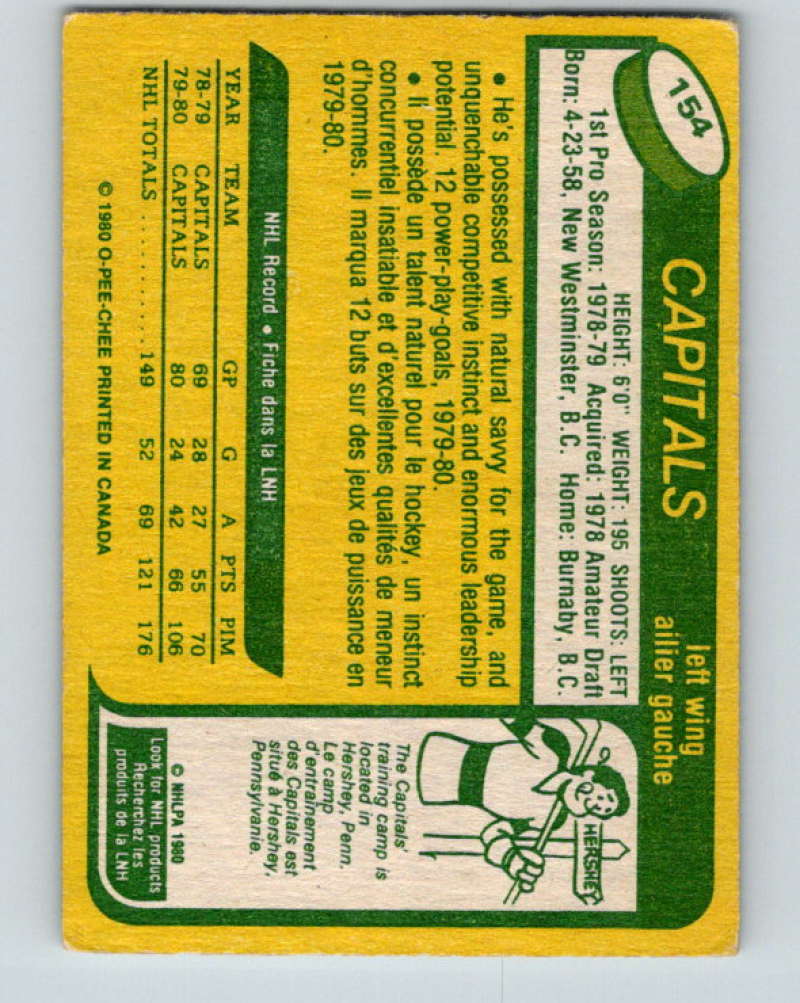 154
CAPITALS
left wing
ailier gauche
HEIGHT: 6'0" WEIGHT: 195 SHOOTS: LEFT
1st Pro Season: 1978-79 Acquired: 1978 Amateur Draft
Born: 4-23-58, New Westminster, B.C. Home: Burnaby, B.C.
• He's possessed with natural savvy for the game, and
unquenchable competitive instinct and enormous leadership
potential. 12 power-play-goals, 1979-80.
• Il possède un talent naturel pour le hockey, un instinct
concurrentiel insatiable et d'excellentes qualités de meneur
d'hommes. Il marqua 12 buts sur des jeux de puissance en
1979-80.
NHL Record • Fiche dans la LNH
YEAR TEAM GP G A PTS PIM
78-79 CAPITALS 69 28 27 55 70
79-80 CAPITALS 80 24 42 66 106
NHL TOTALS ............ 149 52 69 121 176
© 1980 O-PEE-CHEE PRINTED IN CANADA
HERSHEY
The Capitals'
training camp is
located in
Hershey, Penn.
Le camp
d'entraînement
des Capitals est
situé à Hershey,
Pennsylvanie.
© NHLPA 1980
Look for NHL products
Recherchez les
produits de la LNH